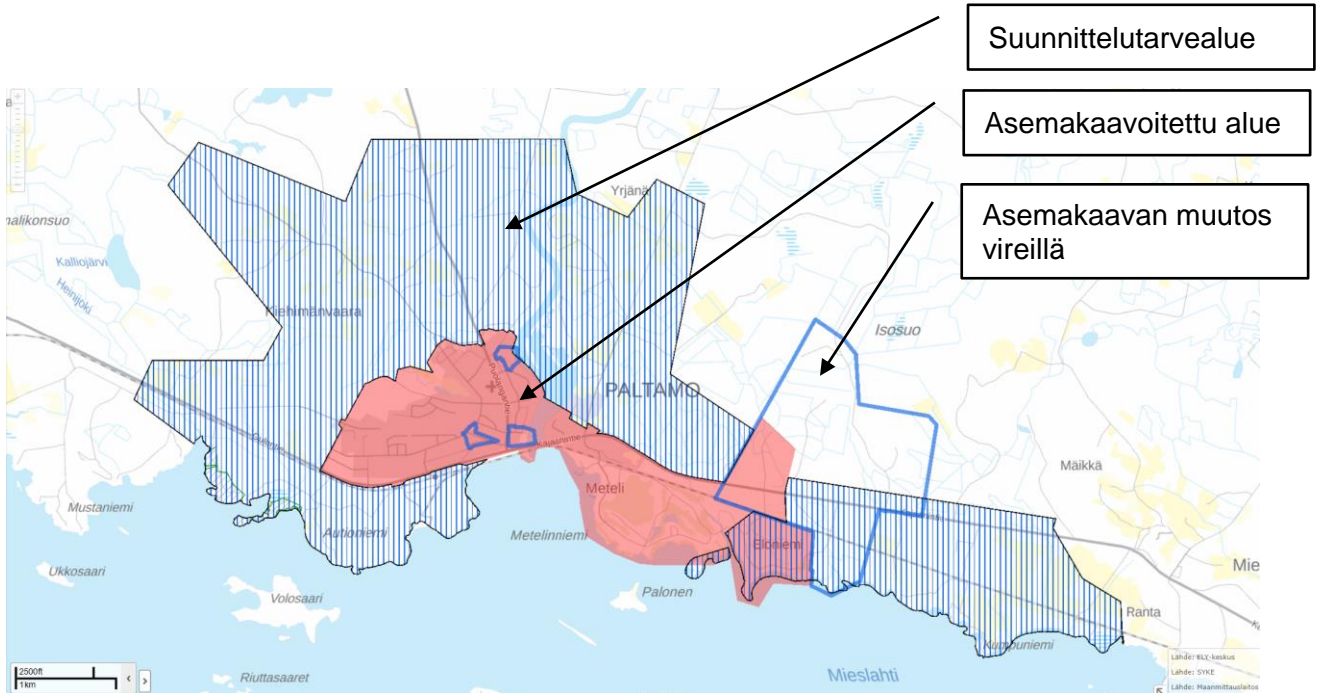 Suunnittelutarvealue
Asemakaavoitettu alue
Asemakaavan muutos
vireillä
Yrjänä
Kalliojärvi
Heinijoki
Kiehimänvaara
Isosuo
PALTAMO
Mäikkä
Meteli
Mustaniemi
Autioniemi
Metelinniemi
Eloniemi
Ukkosaari
Volosaari
Palonen
Mie
Ranta
Kumpuniemi
Mieslahti
Riuttasaaret
2500ft
1km
Lähde: ELY-keskus
Lähde: SYKE
Lähde: Maanmittauslaitos